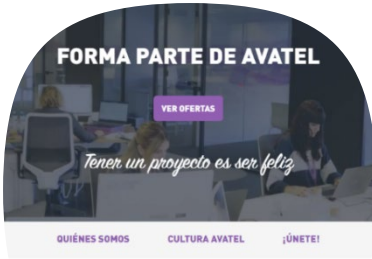 FORMA PARTE DE AVATEL
VER OFERTAS
Tener un proyecto es ser feliz
QUIÉNES SOMOS CULTURA AVATEL ¡ÚNETE!